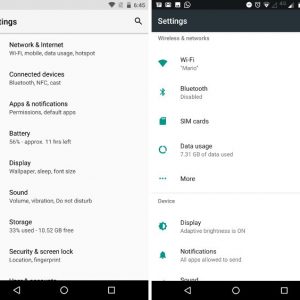 6:45
ttings
Network & Internet
Wi-Fi, mobile, data usage, hotspot
Connected devices
Bluetooth, NFC, cast
Apps & notifications
Permissions, default apps
Battery
56% - approx. 11 hrs left
Display
Wallpaper, sleep, font size
Sound
Volume, vibration, Do not disturb
Storage
33% used - 10.52 GB free
Security & screen lock
Location, fingerprint
Settings
Wireless & networks
Wi-Fi
"Mario"
Bluetooth
Disabled
SIM cards
Data usage
7.31 GB of data used
More
Device
Display
Adaptive brightness is ON
Notifications
All apps allowed to send
Sound